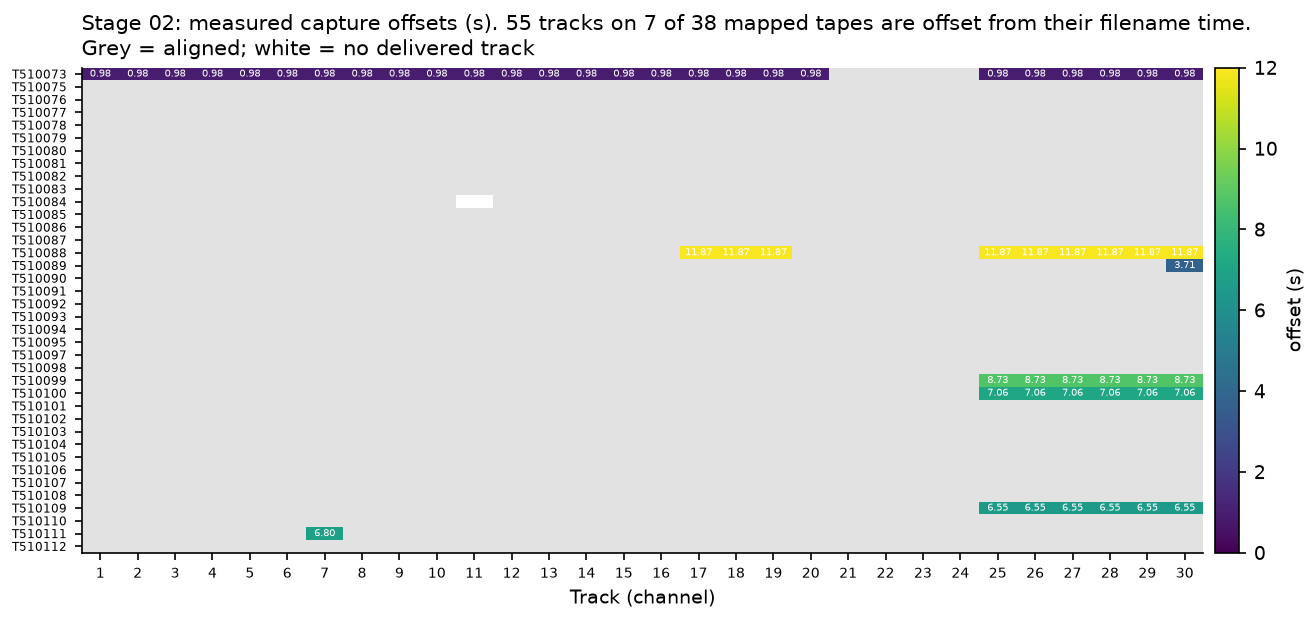 Stage 02: measured capture offsets (s). 55 tracks on 7 of 38 mapped tapes are offset from their filename time.
Grey = aligned; white = no delivered track
T510073 0.98 0.98 0.98 0.98 0.98 0.98 0.98 0.98 0.98 0.98 0.98 0.98 0.98 0.98 0.98 0.98 0.98 0.98 0.98 0.98 0.98 0.98 0.98 0.98 0.98 0.98
T510075
T510076
T510077
T510078
T510079
T510080
T510081
T510082
T510083
T510084
T510085
T510086
T510087
T510088 11.87 11.87 11.87 11.87 11.87 11.87 11.87 11.87 11.87
T510089 3.71
T510090
T510091
T510092
T510093
T510094
T510095
T510097
T510098
T510099 8.73 8.73 8.73 8.73 8.73 8.73
T510100 7.06 7.06 7.06 7.06 7.06 7.06
T510101
T510102
T510103
T510104
T510105
T510106
T510107
T510108
T510109 6.55 6.55 6.55 6.55 6.55 6.55
T510110
T510111 6.80
T510112
1 2 3 4 5 6 7 8 9 10 11 12 13 14 15 16 17 18 19 20 21 22 23 24 25 26 27 28 29 30
Track (channel)
12
10
8
6
4
2
0
offset (s)